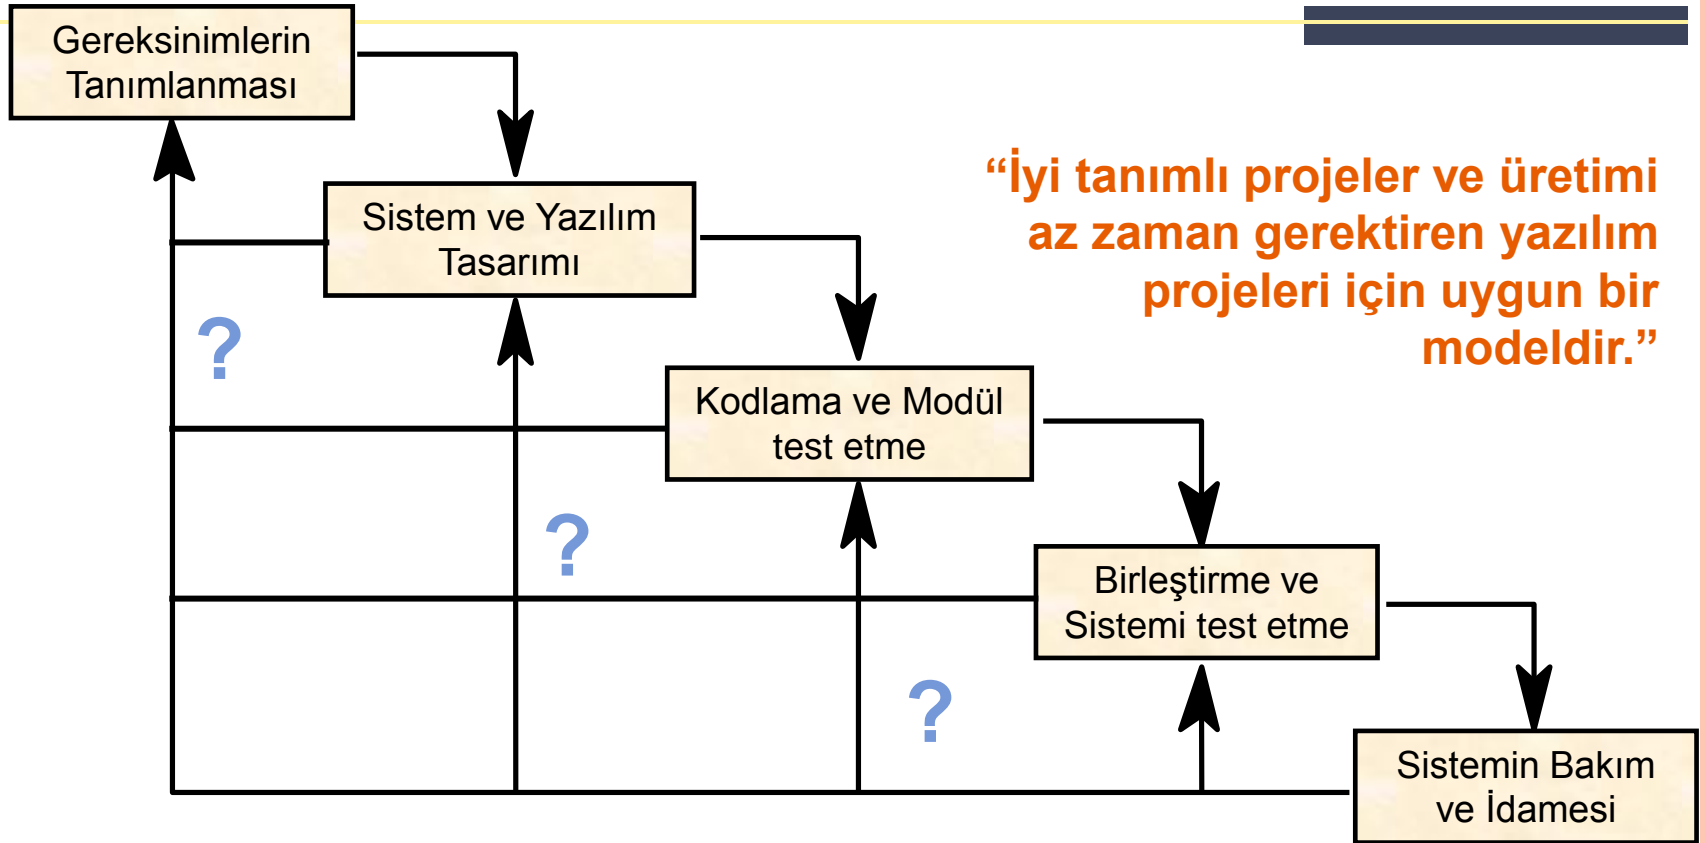 Gereksinimlerin
Tanımlanması
Sistem ve Yazılım
Tasarımı
“İyi tanımlı projeler ve üretimi
az zaman gerektiren yazılım
projeleri için uygun bir
modeldir.”
?
Kodlama ve Modül
test etme
?
Birleştirme ve
Sistemi test etme
?
Sistemin Bakım
ve İdamesi